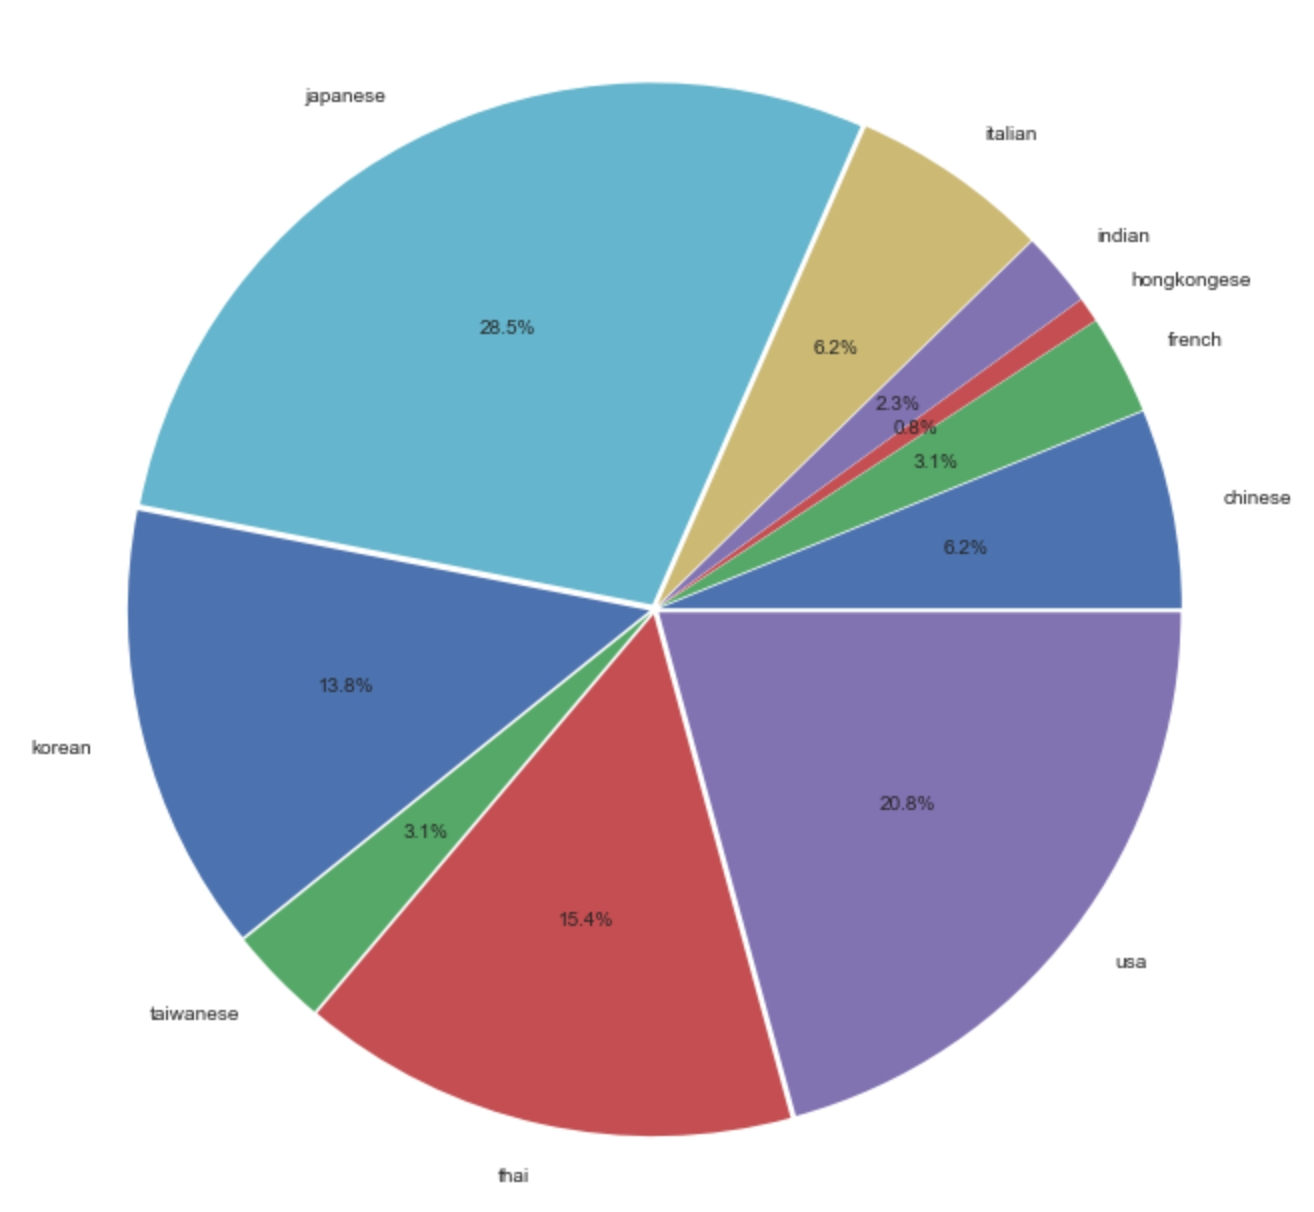 japanese
italian
indian
hongkongese
28.5%
6.2%
french
2.3%
0.8%
3.1%
chinese
6.2%
13.8%
korean
20.8%
3.1%
15.4%
usa
taiwanese
thai